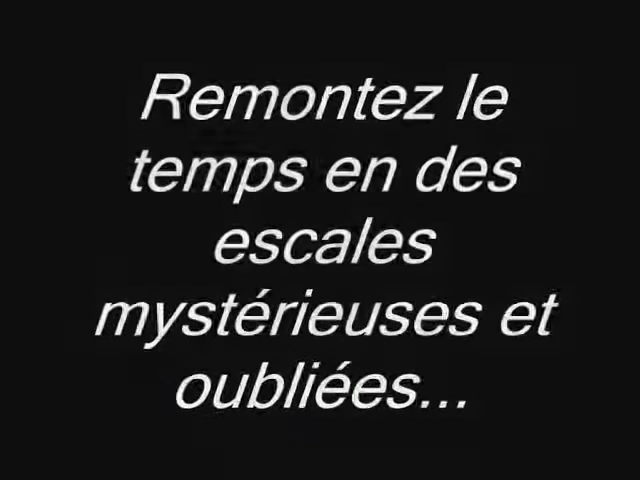 Remontez le
temps en des
escales
mystérieuses et
oubliées...